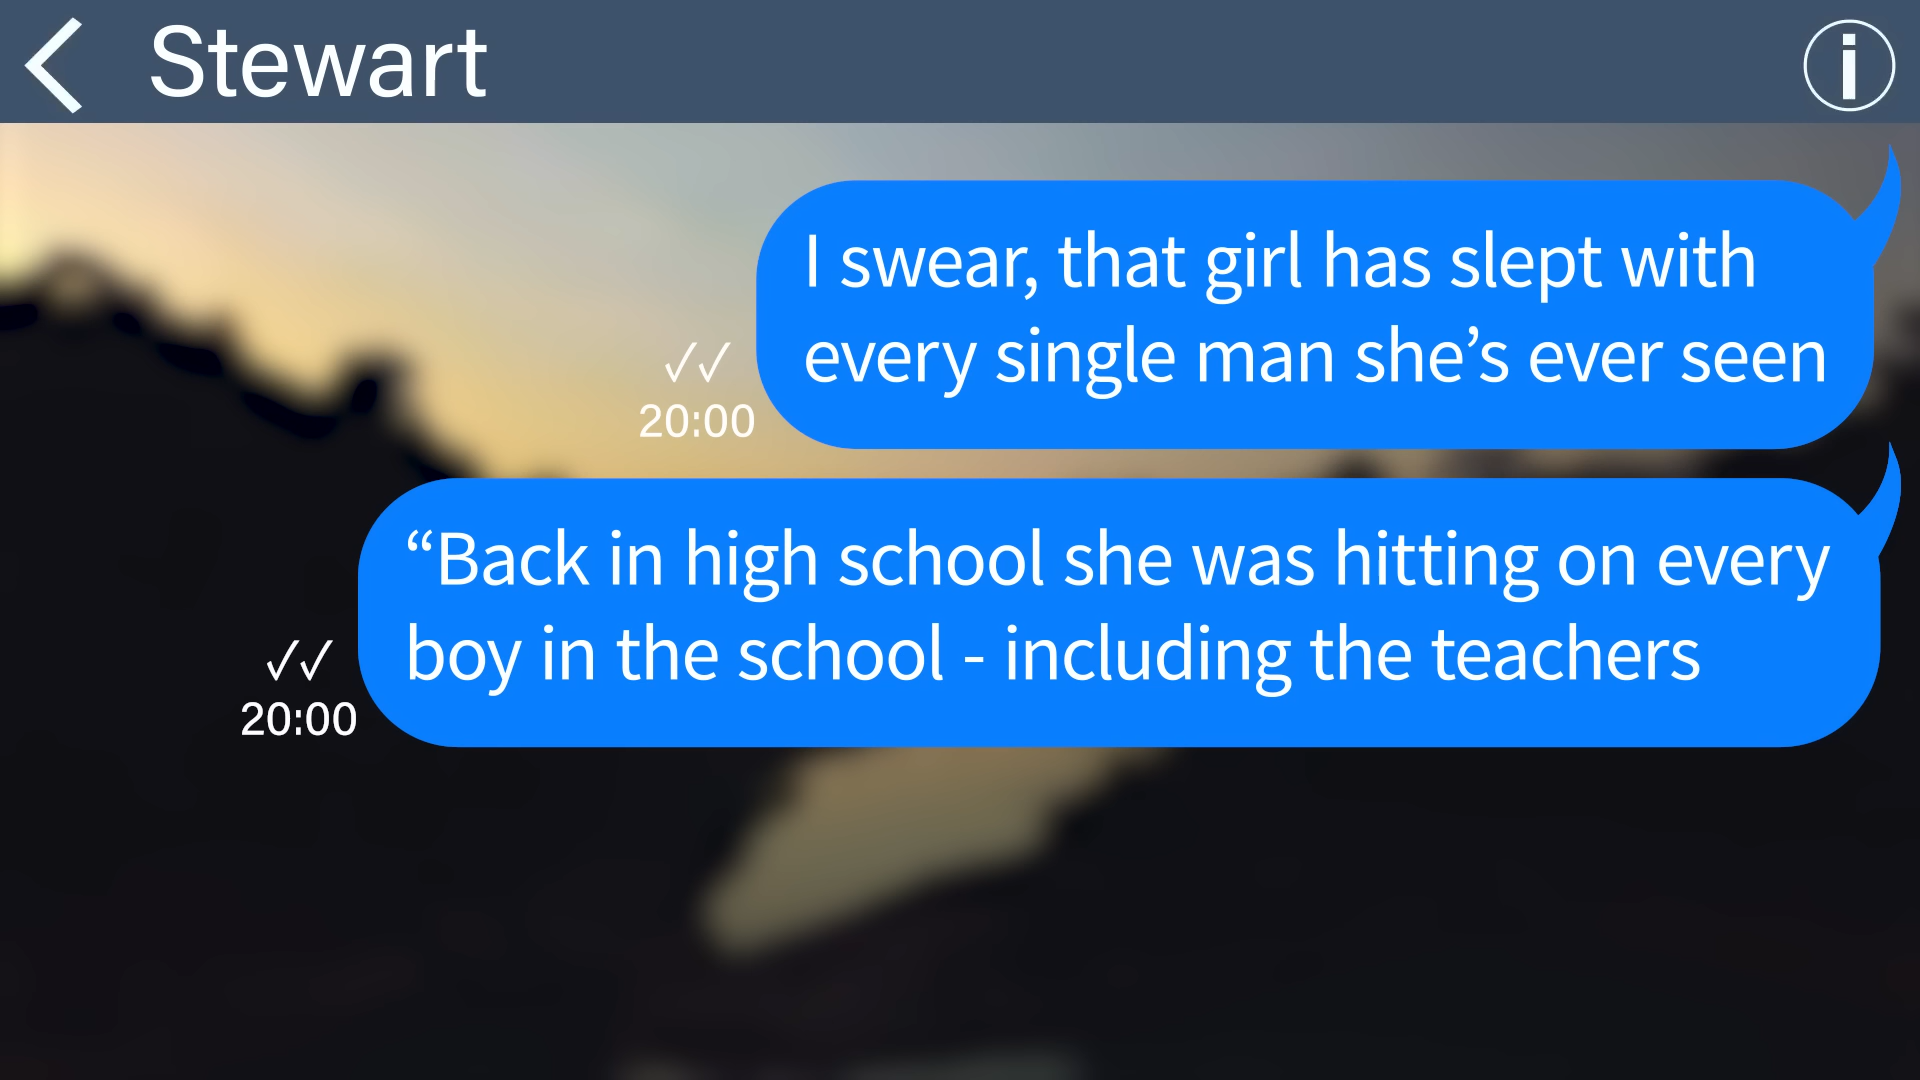 Stewart
I swear, that girl has slept with
every single man she’s ever seen
✓✓
20:00
“Back in high school she was hitting on every
boy in the school - including the teachers
✓✓
20:00